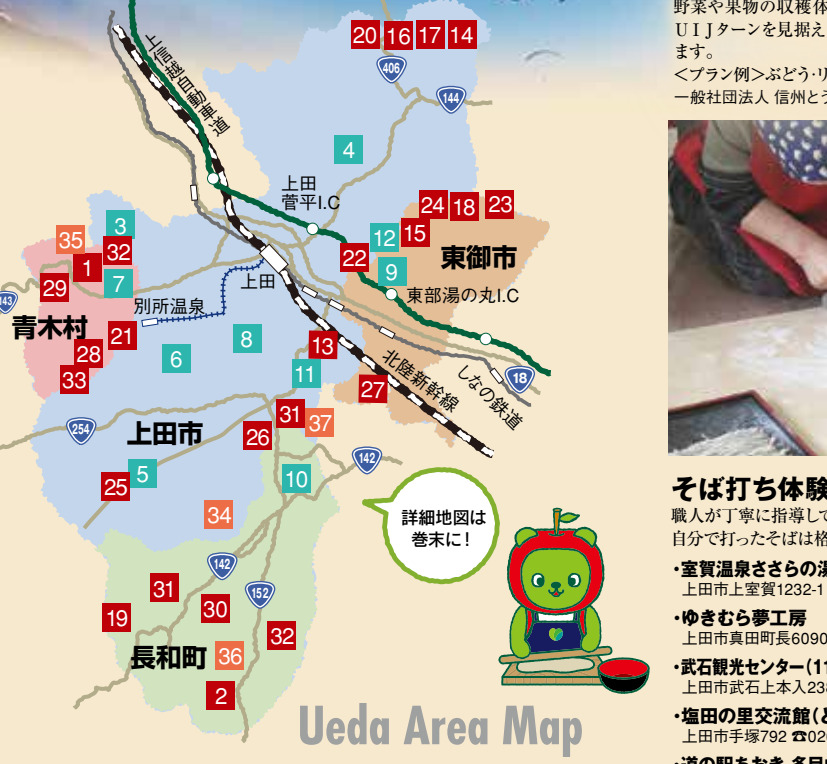 20 16 17 14
406
144
上信越自動車道
4
上田
菅平I.C
24 18 23
12 15
22
9
東御市
東部湯の丸I.C
3
35
32
1
7
29
143
青木村
別所温泉
上田
21
28
33
6
8
13
11
北陸新幹線
しなの鉄道
18
27
31
37
26
254
上田市
142
5
25
10
34
詳細地図は
巻末に!
142
152
31
30
19
32
長和町
36
2
Ueda Area Map
野菜や果物の収穫体
UIJターンを見据え
ます。
<プラン例>ぶどう・リ
一般社団法人 信州とう
そば打ち体験
職人が丁寧に指導して
自分で打ったそばは格
・室賀温泉ささらの湯
上田市上室賀1232-1
・ゆきむら夢工房
上田市真田町長6090
・武石観光センター(11
上田市武石上本入23
・塩田の里交流館(と
上田市手塚792 ☎02
・道の駅あおき